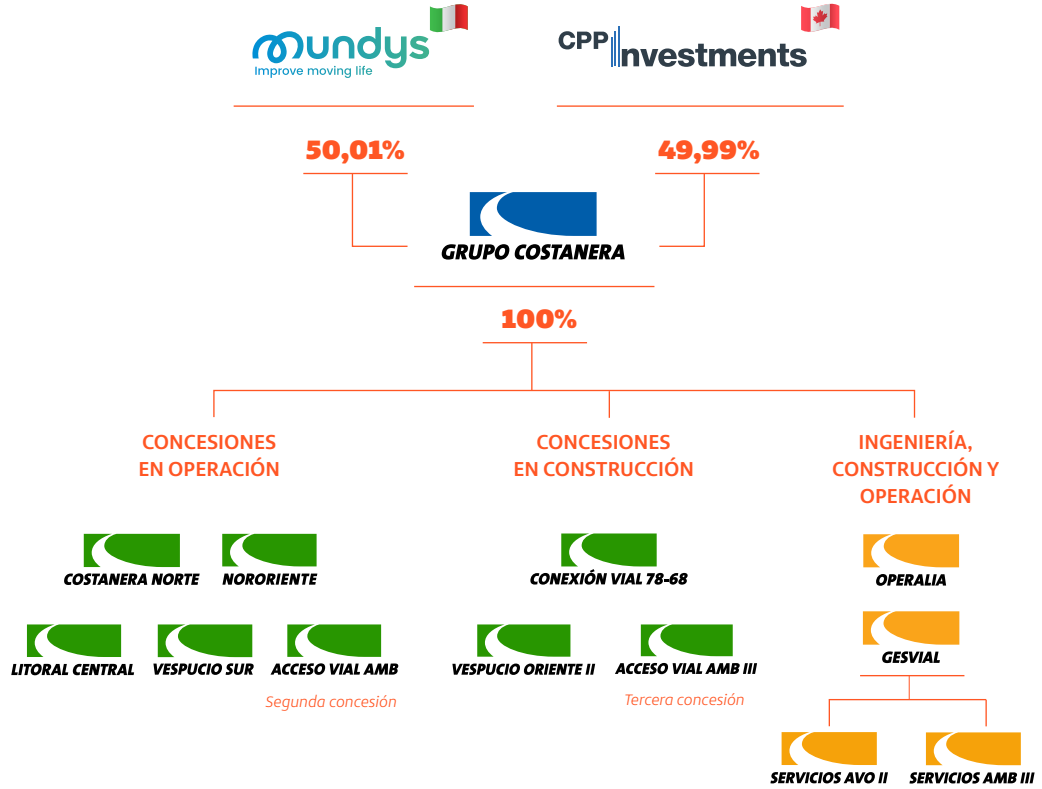 mundys
Improve moving life
CPP Investments
50,01%
49,99%
GRUPO COSTANERA
100%
CONCESIONES
EN OPERACIÓN
CONCESIONES
EN CONSTRUCCIÓN
INGENIERÍA,
CONSTRUCCIÓN Y
OPERACIÓN
COSTANERA NORTE
NORORIENTE
LITORAL CENTRAL
VESPUCIO SUR
ACCESO VIAL AMB
Segunda concesión
CONEXIÓN VIAL 78-68
VESPUCIO ORIENTE II
ACCESO VIAL AMB III
Tercera concesión
OPERALIA
GESVIAL
SERVICIOS AVO II
SERVICIOS AMB III